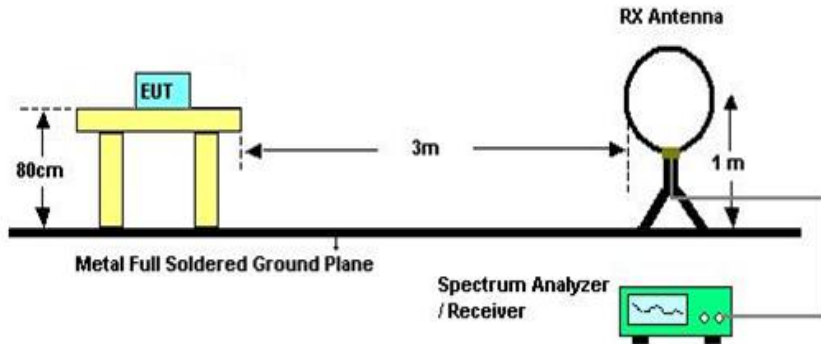 RX Antenna
EUT
3m
80cm
1 m
Metal Full Soldered Ground Plane
Spectrum Analyzer
/ Receiver